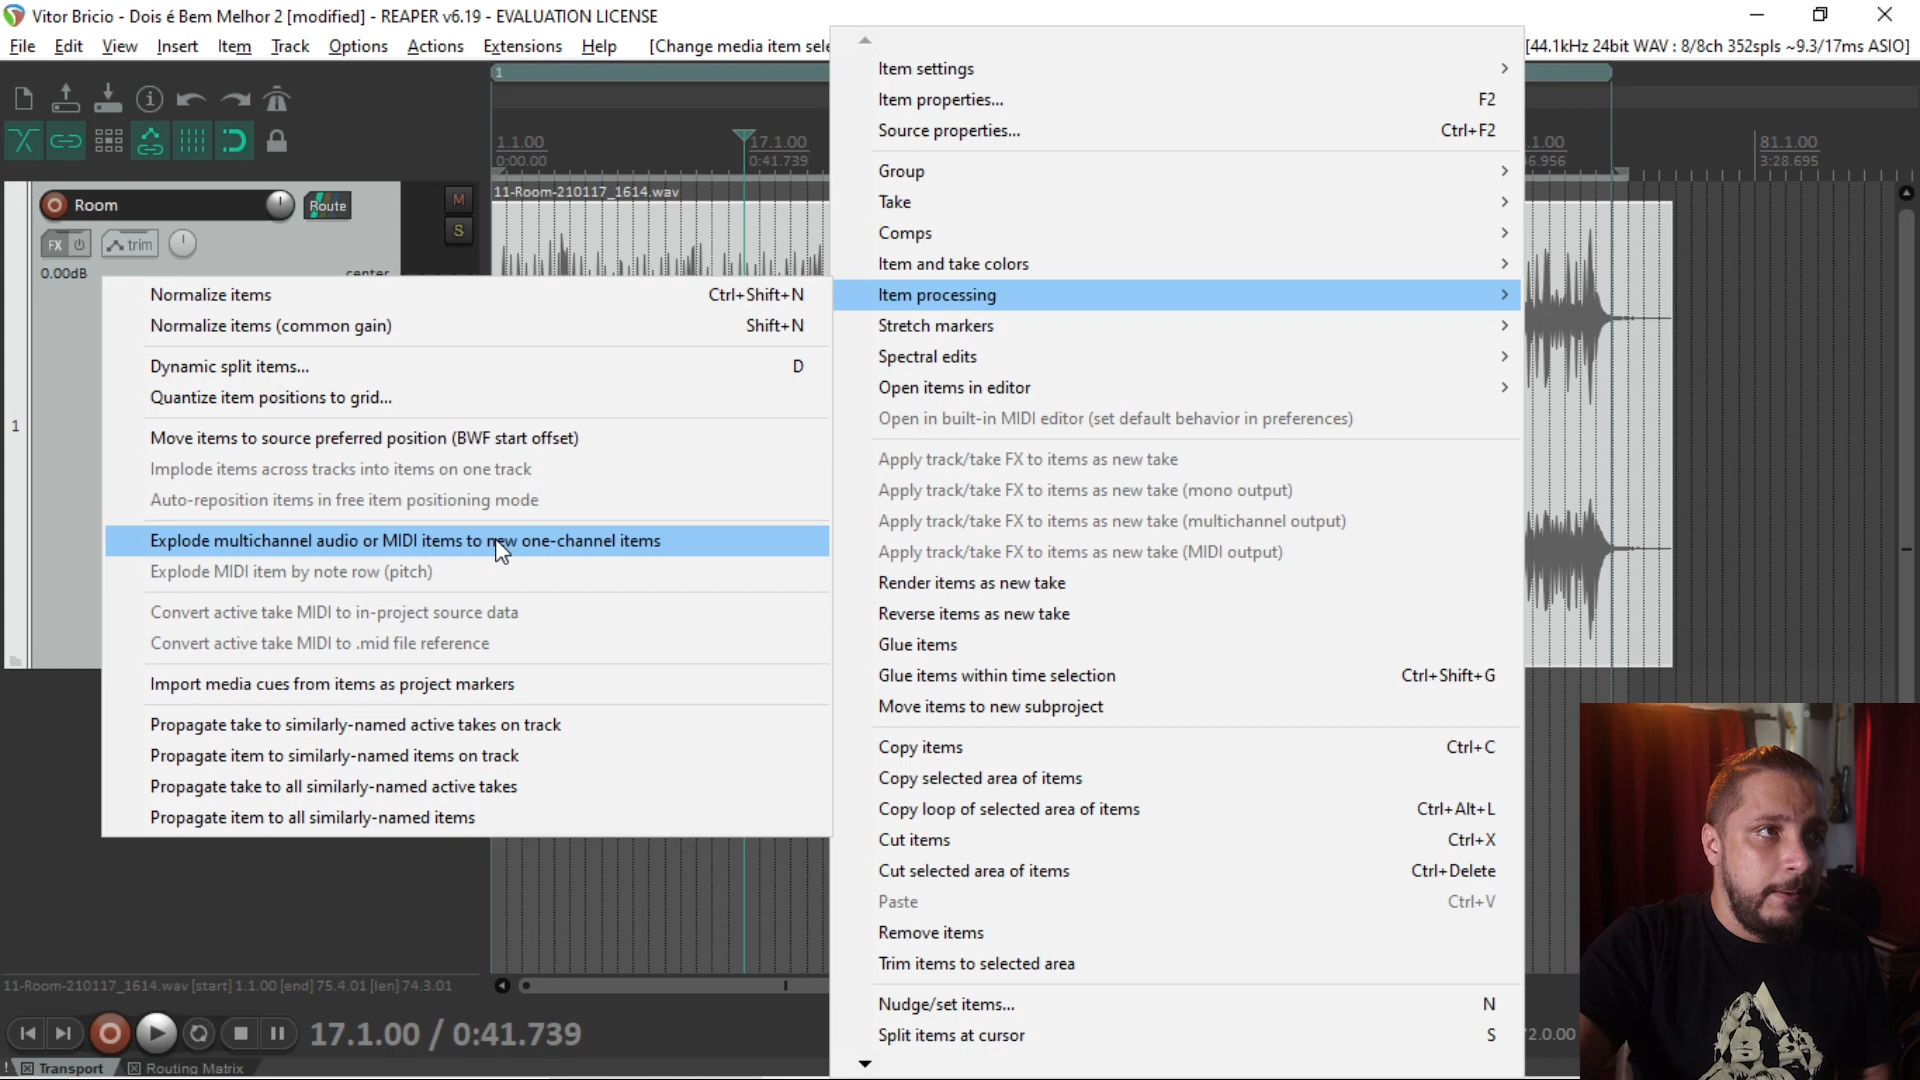 Vitor Bricio - Dois é Bem Melhor 2 [modified] - REAPER v6.19 - EVALUATION LICENSE
File Edit View Insert Item Track Options Actions Extensions Help [Change media item sele
[44.1kHz 24bit WAV : 8/8ch 352spls ~9.3/17ms ASIO]
1
1.1.00 17.1.00 .1.00 81.1.00
0:00.00 0:41.739 6.956 3:28.695
11-Room-210117_1614.wav
Room Route M
S
FX trim
0.00dB center
1
Normalize items Ctrl+Shift+N
Normalize items (common gain) Shift+N
Dynamic split items... D
Quantize item positions to grid...
Move items to source preferred position (BWF start offset)
Implode items across tracks into items on one track
Auto-reposition items in free item positioning mode
Explode multichannel audio or MIDI items to new one-channel items
Explode MIDI item by note row (pitch)
Convert active take MIDI to in-project source data
Convert active take MIDI to .mid file reference
Import media cues from items as project markers
Propagate take to similarly-named active takes on track
Propagate item to similarly-named items on track
Propagate take to all similarly-named active takes
Propagate item to all similarly-named items
Item settings
Item properties... F2
Source properties... Ctrl+F2
Group
Take
Comps
Item and take colors
Item processing
Stretch markers
Spectral edits
Open items in editor
Open in built-in MIDI editor (set default behavior in preferences)
Apply track/take FX to items as new take
Apply track/take FX to items as new take (mono output)
Apply track/take FX to items as new take (multichannel output)
Apply track/take FX to items as new take (MIDI output)
Render items as new take
Reverse items as new take
Glue items
Glue items within time selection Ctrl+Shift+G
Move items to new subproject
Copy items Ctrl+C
Copy selected area of items
Copy loop of selected area of items Ctrl+Alt+L
Cut items Ctrl+X
Cut selected area of items Ctrl+Delete
Paste Ctrl+V
Remove items
Trim items to selected area
Nudge/set items... N
Split items at cursor S
11-Room-210117_1614.wav [start] 1.1.00 [end] 75.4.01 [len] 74.3.01
17.1.00 / 0:41.739
72.0.00
! Transport Routing Matrix